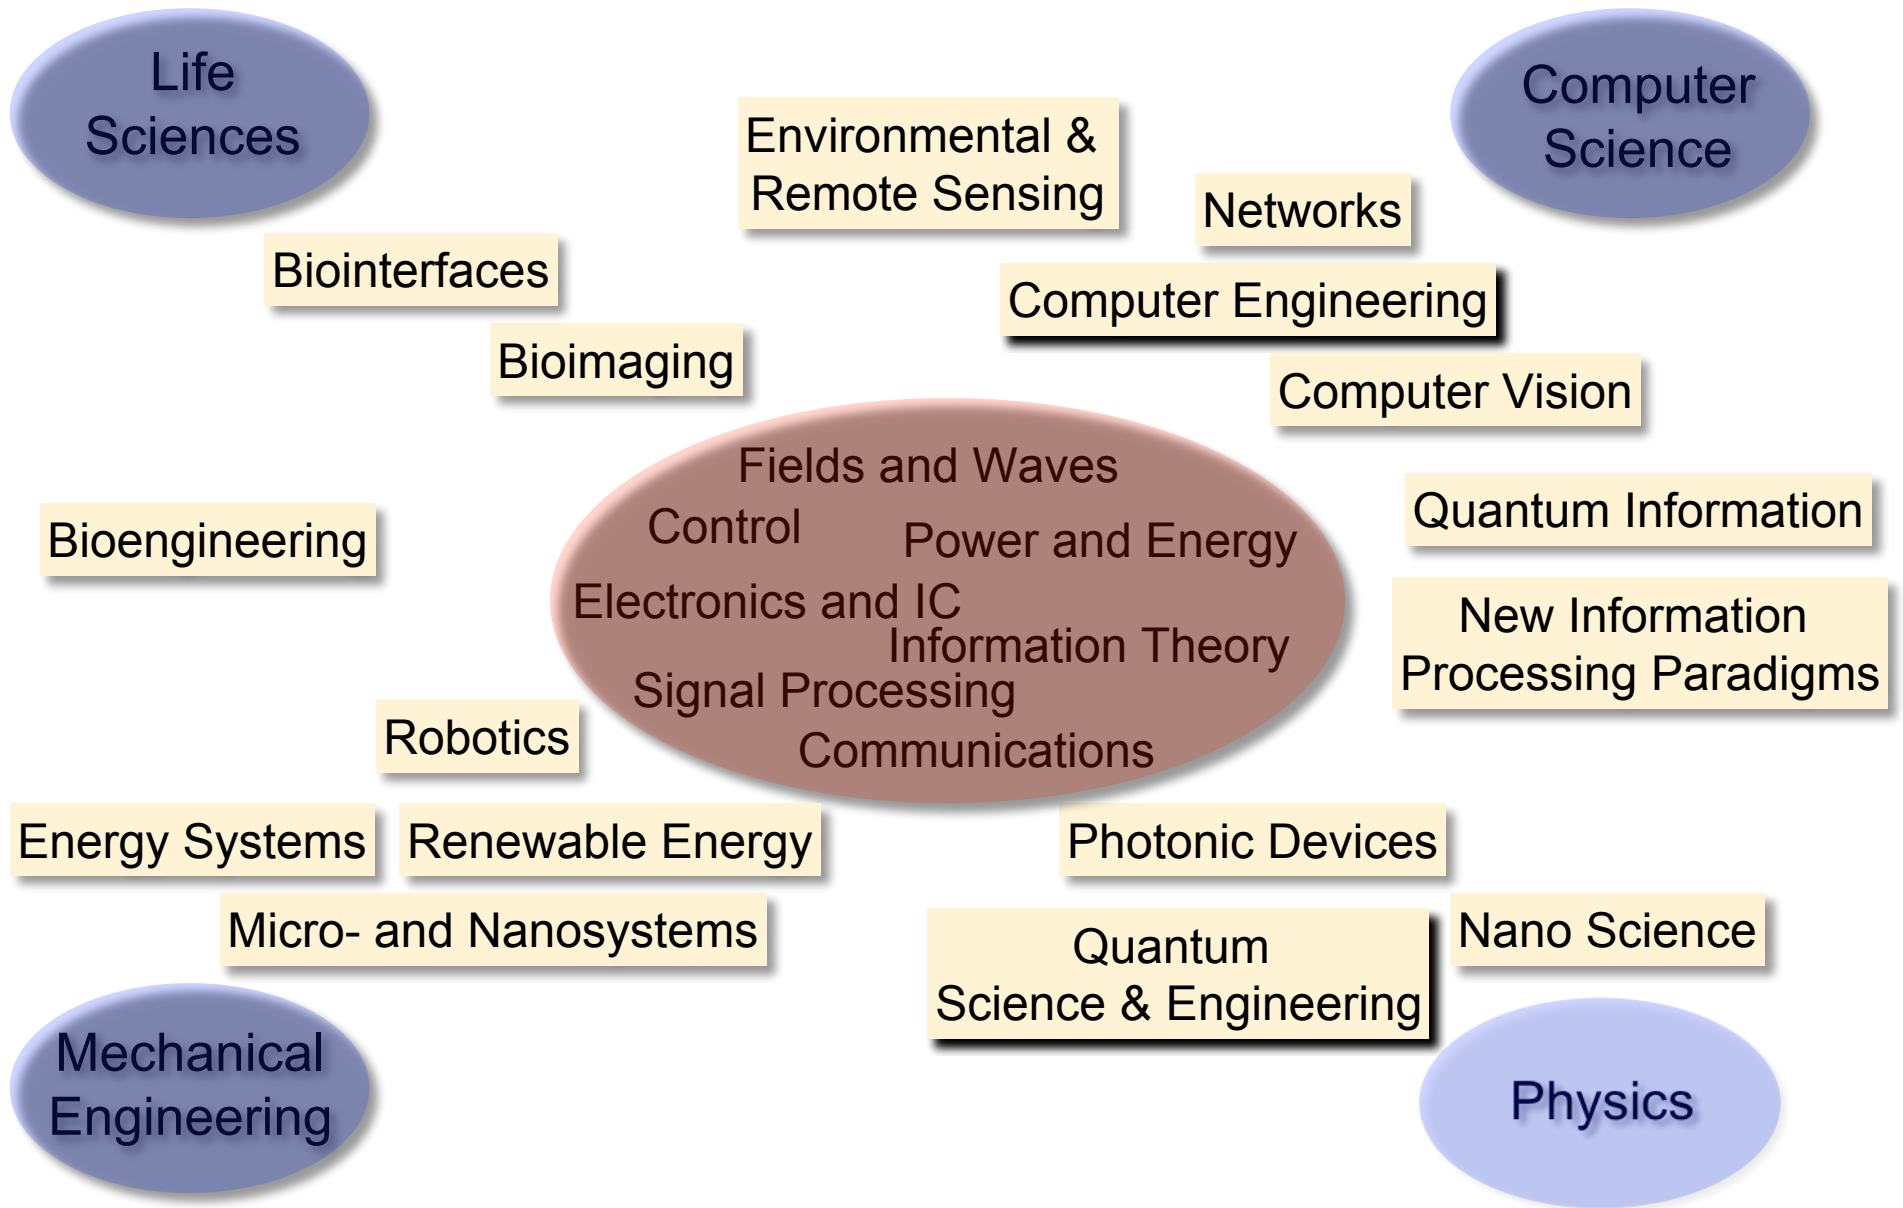 Life
Sciences
Computer
Science
Environmental &
Remote Sensing
Networks
Biointerfaces
Computer Engineering
Bioimaging
Computer Vision
Fields and Waves
Control
Power and Energy
Quantum Information
Bioengineering
Electronics and IC
Information Theory
New Information
Processing Paradigms
Signal Processing
Robotics
Communications
Energy Systems
Renewable Energy
Photonic Devices
Micro- and Nanosystems
Quantum
Science & Engineering
Nano Science
Mechanical
Engineering
Physics